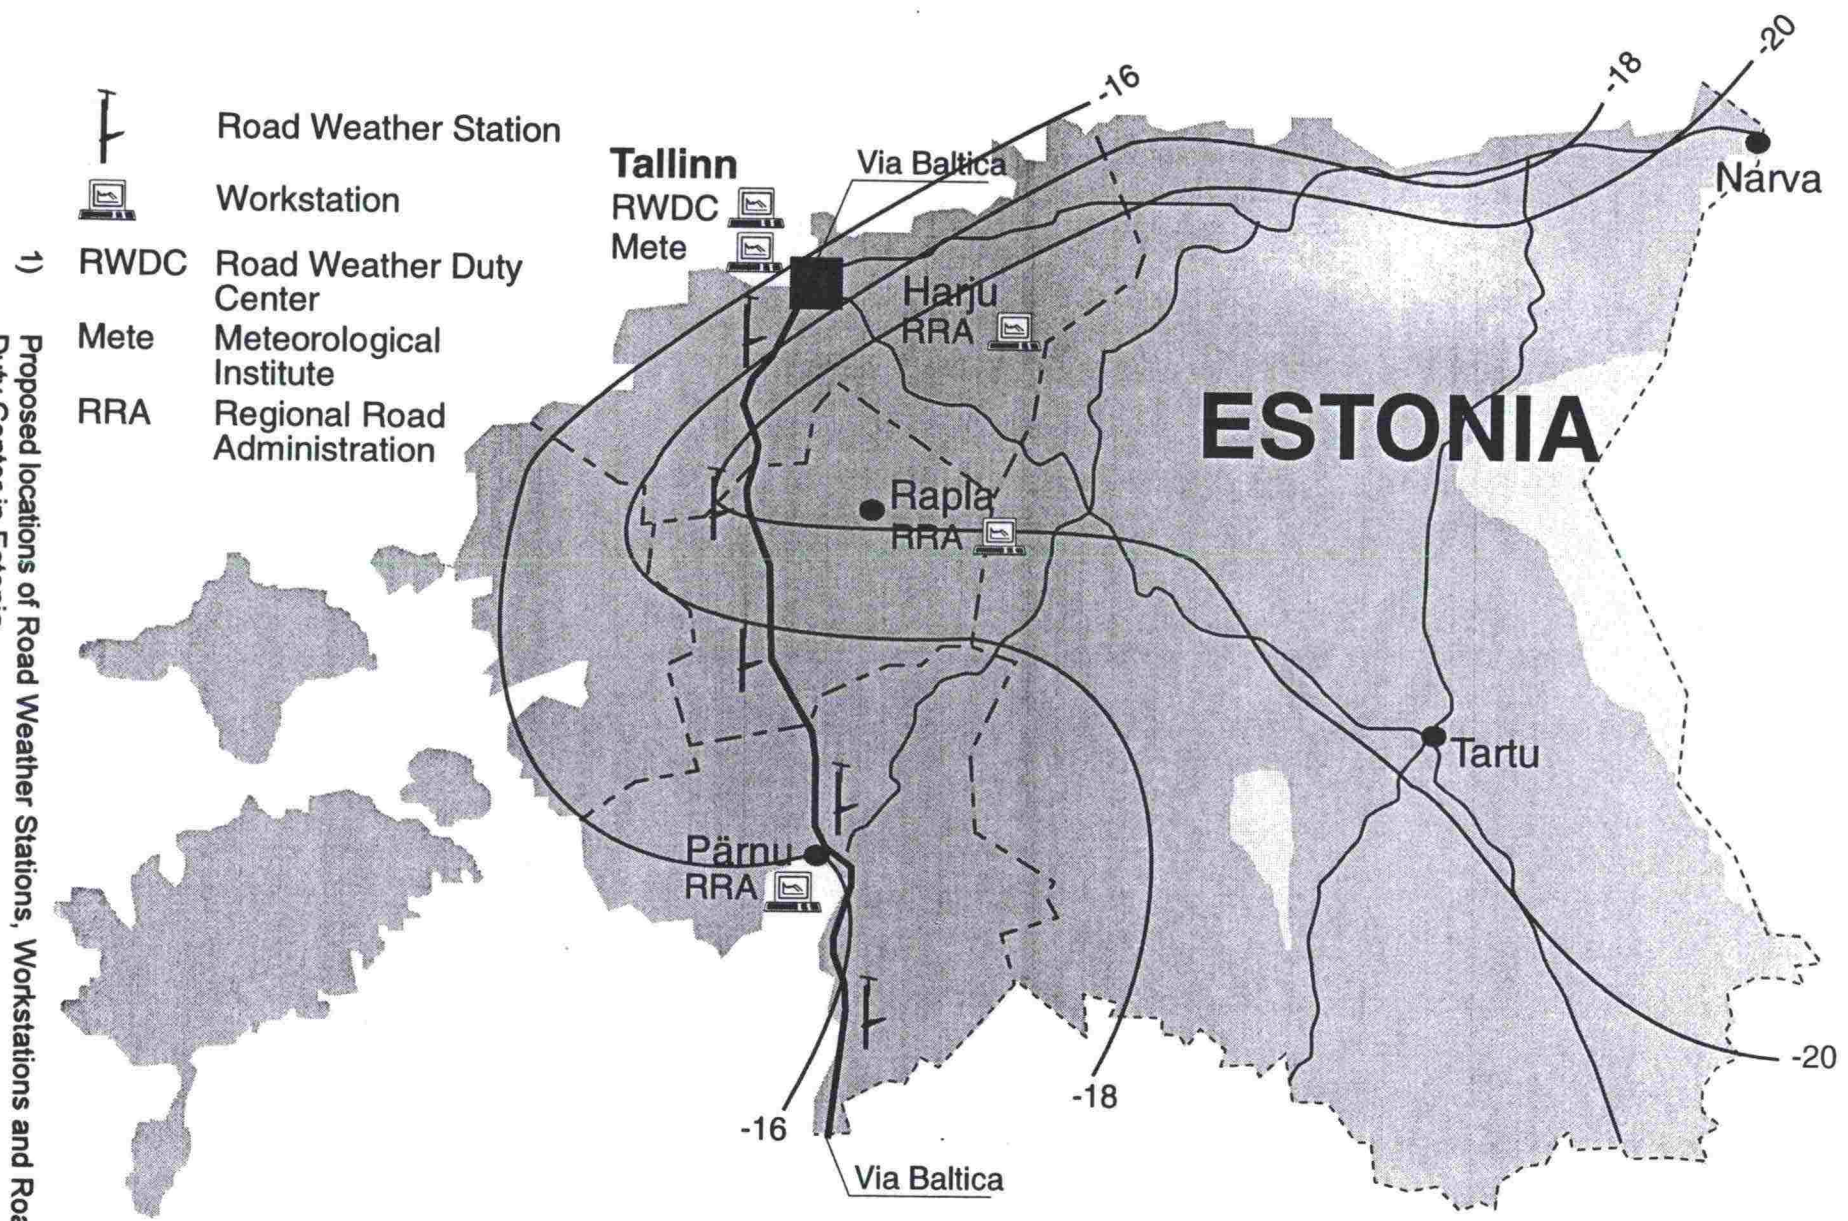 Road Weather Station
Workstation
RWDC Road Weather Duty
Center
Mete Meteorological
Institute
RRA Regional Road
Administration
1) Proposed locations of Road Weather Stations, Workstations and
Tallinn
RWDC
Mete
Via Baltica
-16
-18
-20
Nárva
Harju
RRA
ESTONIA
Rapla
RRA
Tartu
Pärnu
RRA
-20
-18
-16
Via Baltica